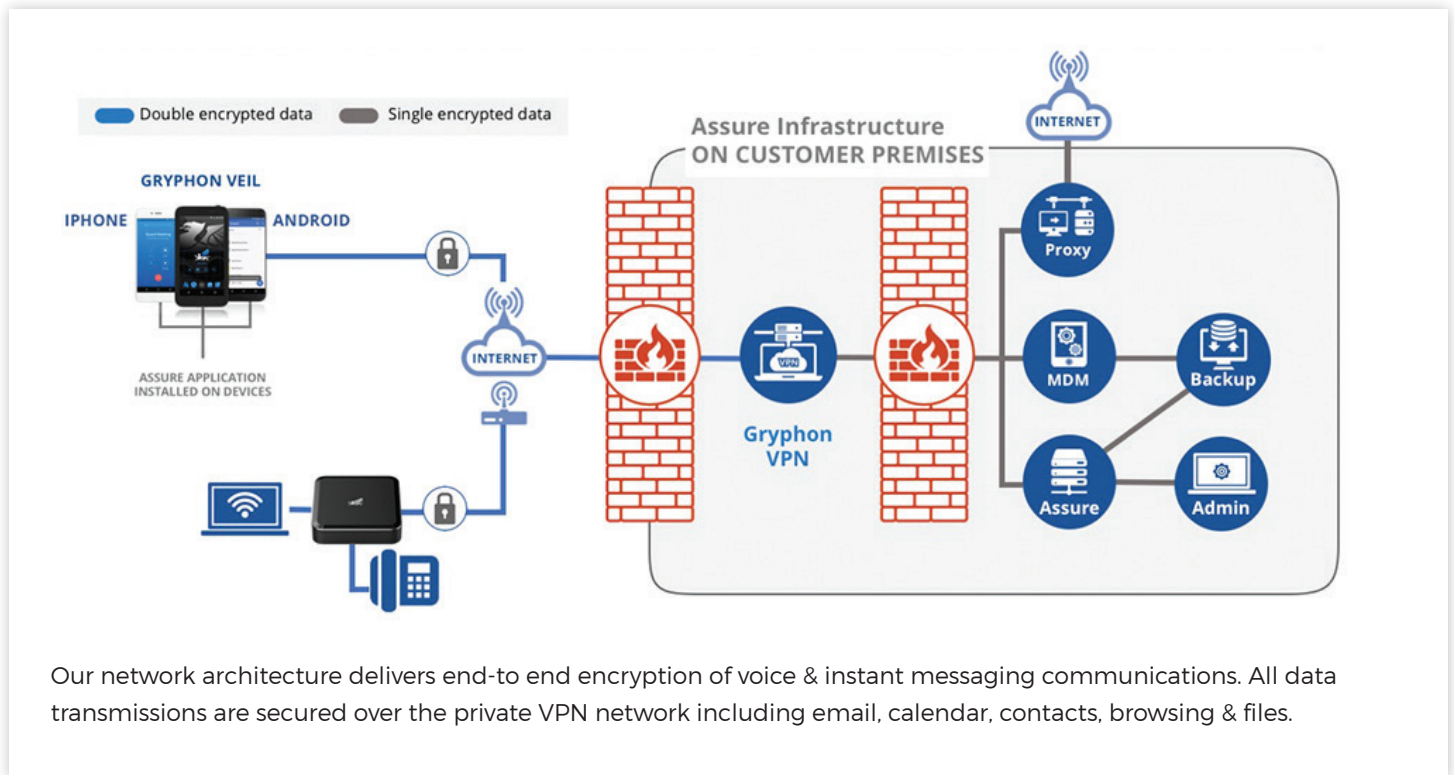 Double encrypted data
Single encrypted data
INTERNET
Assure Infrastructure
ON CUSTOMER PREMISES
GRYPHON VEIL
IPHONE
ANDROID
Proxy
INTERNET
VPN
ASSURE APPLICATION
INSTALLED ON DEVICES
MDM
Backup
Gryphon
VPN
Assure
Admin
Our network architecture delivers end-to end encryption of voice & instant messaging communications. All data
transmissions are secured over the private VPN network including email, calendar, contacts, browsing & files.